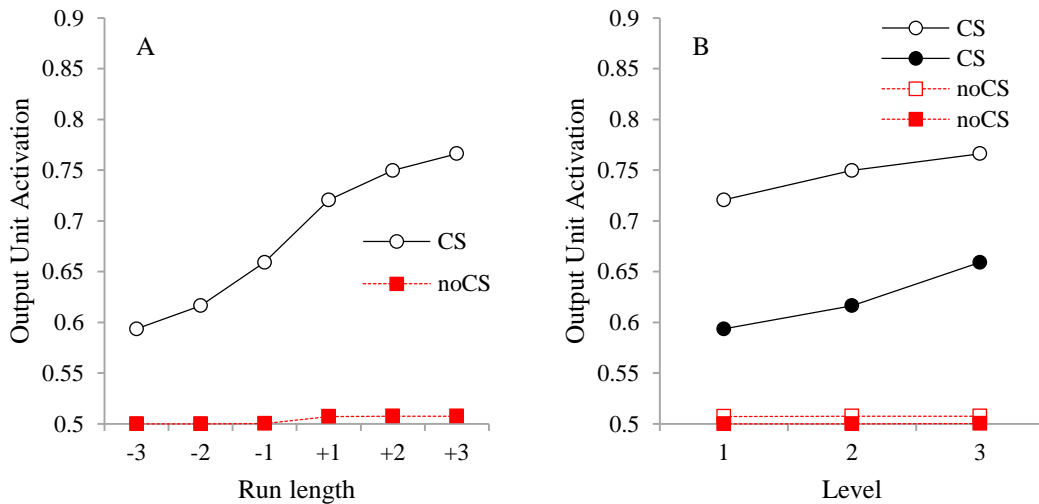 A
Output Unit Activation
0.9
0.85
0.8
0.75
0.7
0.65
0.6
0.55
0.5
-3 -2 -1 +1 +2 +3
Run length
CS
noCS
B
Output Unit Activation
0.9
0.85
0.8
0.75
0.7
0.65
0.6
0.55
0.5
1 2 3
Level
CS
CS
noCS
noCS